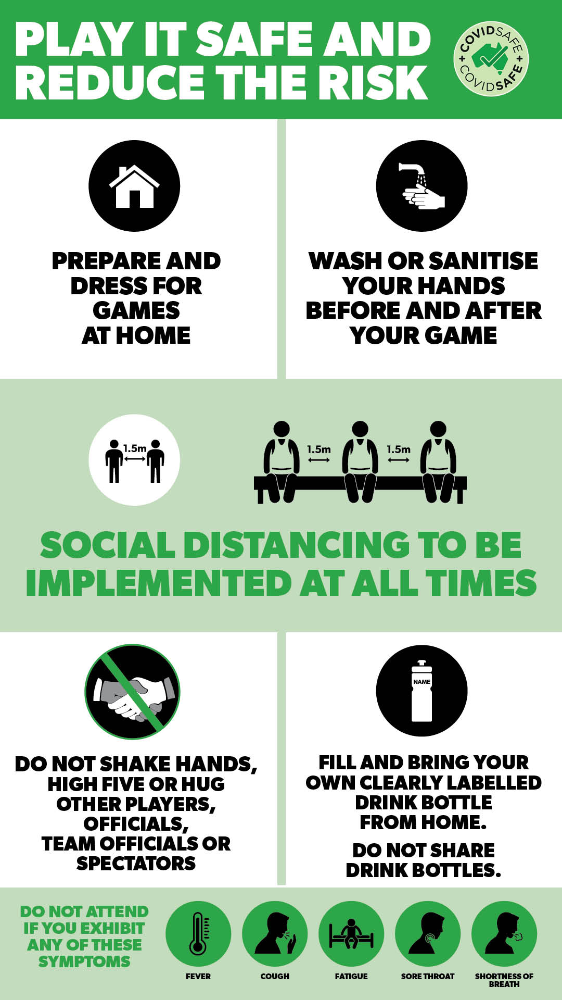 PLAY IT SAFE AND
REDUCE THE RISK
COVIDSAFE
COVIDSAFE
PREPARE AND
DRESS FOR
GAMES
AT HOME
WASH OR SANITISE
YOUR HANDS
BEFORE AND AFTER
YOUR GAME
1.5m
1.5m
1.5m
SOCIAL DISTANCING TO BE
IMPLEMENTED AT ALL TIMES
DO NOT SHAKE HANDS,
HIGH FIVE OR HUG
OTHER PLAYERS,
OFFICIALS,
TEAM OFFICIALS OR
SPECTATORS
NAME
FILL AND BRING YOUR
OWN CLEARLY LABELLED
DRINK BOTTLE
FROM HOME.
DO NOT SHARE
DRINK BOTTLES.
DO NOT ATTEND
IF YOU EXHIBIT
ANY OF THESE
SYMPTOMS
FEVER
COUGH
FATIGUE
SORE THROAT
SHORTNESS OF
BREATH